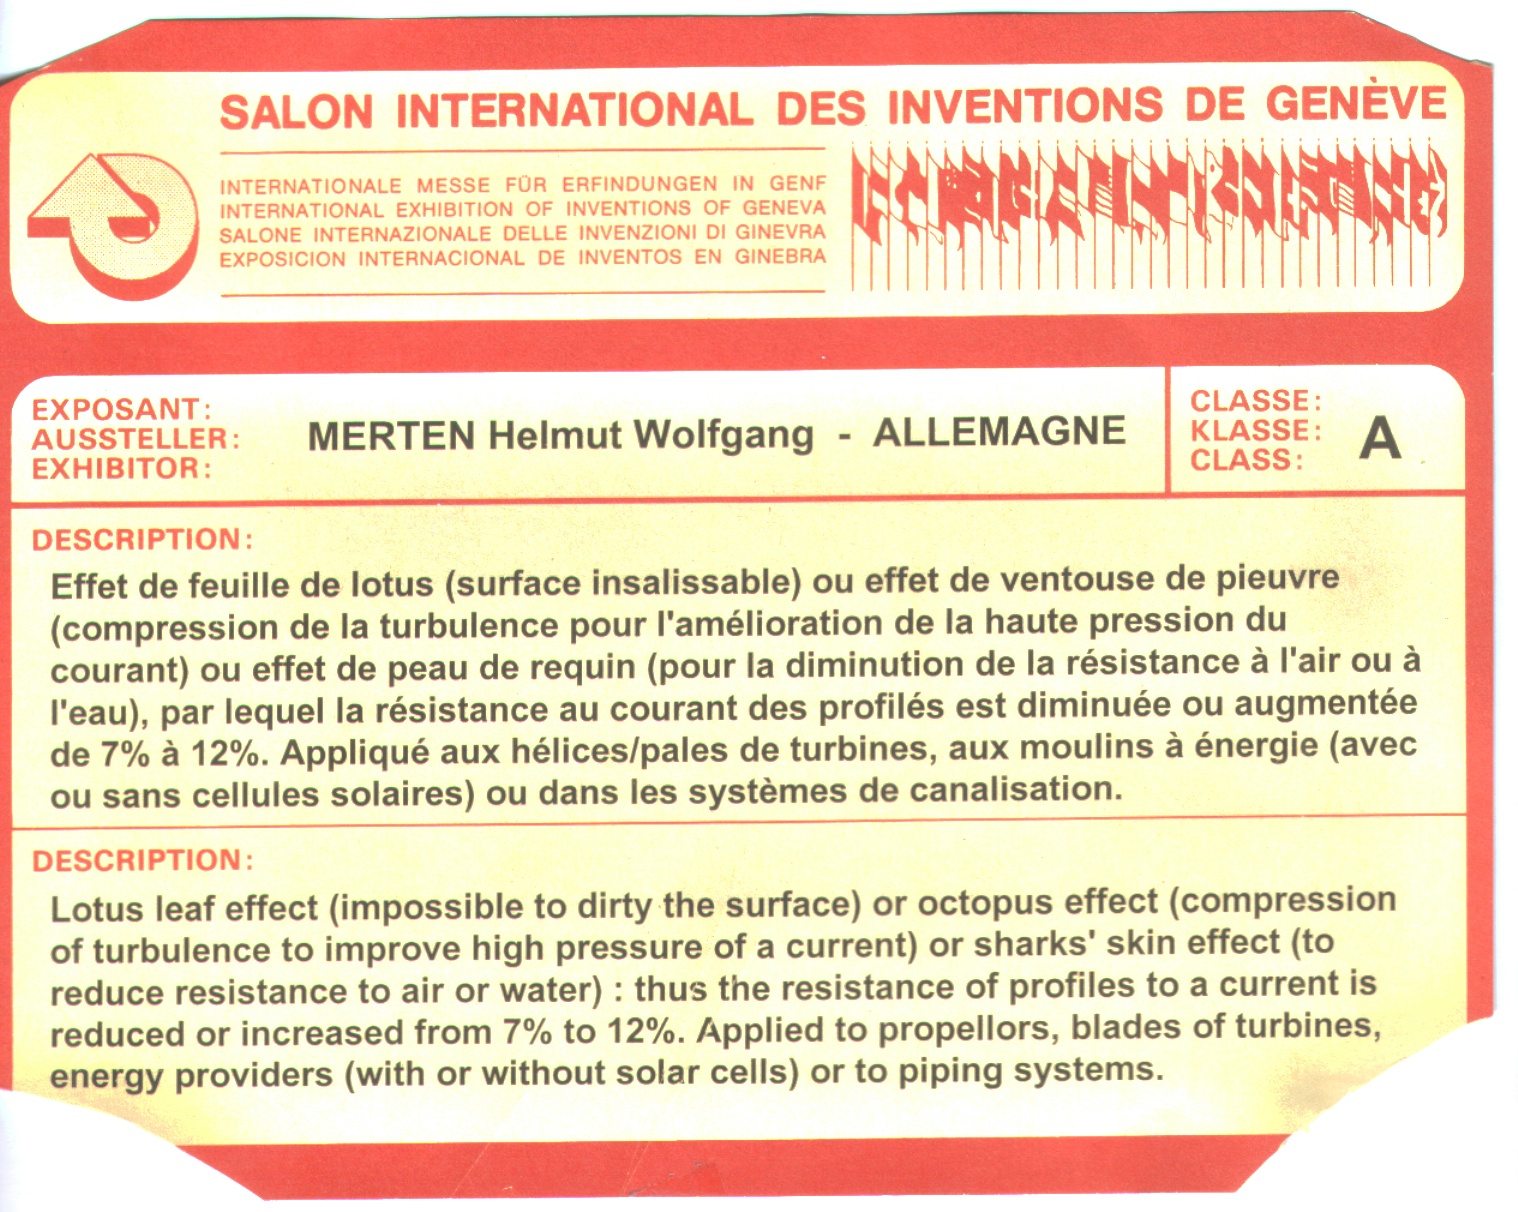 SALON INTERNATIONAL DES INVENTIONS DE GENÈVE
INTERNATIONALE MESSE FÜR ERFINDUNGEN IN GENF
INTERNATIONAL EXHIBITION OF INVENTIONS OF GENEVA
SALONE INTERNAZIONALE DELLE INVENZIONI DI GINEVRA
EXPOSICION INTERNACIONAL DE INVENTOS EN GINEBRA
EXPOSANT:
AUSSTELLER:
EXHIBITOR:
MERTEN Helmut Wolfgang - ALLEMAGNE
CLASSE:
KLASSE:
CLASS:
A
DESCRIPTION:
Effet de feuille de lotus (surface insalissable) ou effet de ventouse de pieuvre
(compression de la turbulence pour l'amélioration de la haute pression du
courant) ou effet de peau de requin (pour la diminution de la résistance à l'air ou à
l'eau), par lequel la résistance au courant des profilés est diminuée ou augmentée
de 7% à 12%. Appliqué aux hélices/pales de turbines, aux moulins à énergie (avec
ou sans cellules solaires) ou dans les systèmes de canalisation.
DESCRIPTION:
Lotus leaf effect (impossible to dirty the surface) or octopus effect (compression
of turbulence to improve high pressure of a current) or sharks' skin effect (to
reduce resistance to air or water) : thus the resistance of profiles to a current is
reduced or increased from 7% to 12%. Applied to propellors, blades of turbines,
energy providers (with or without solar cells) or to piping systems.